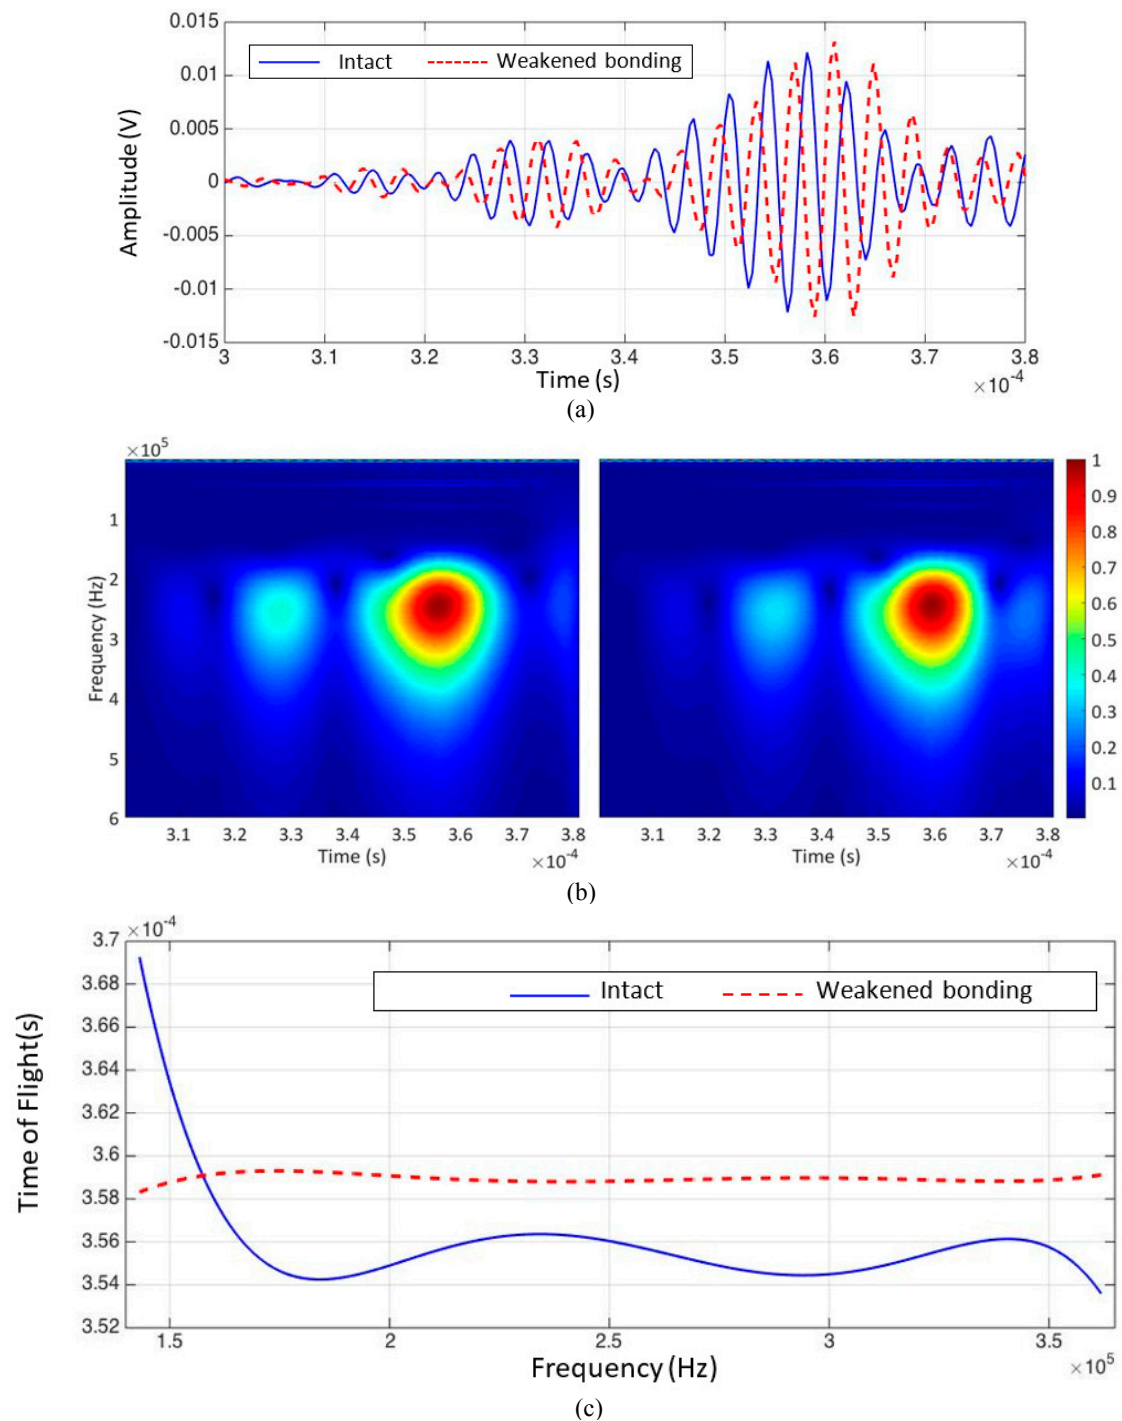 0.015
Intact Weakened bonding
0.01
0.005
0
-0.005
-0.01
-0.015
Amplitude (V)
3 3.1 3.2 3.3 3.4 3.5 3.6 3.7 3.8
Time (s) ×10-4
(a)
×10⁵
1
2
3
4
5
6
Frequency (Hz)
3.1 3.2 3.3 3.4 3.5 3.6 3.7 3.8
Time (s) ×10⁻⁴
3.1 3.2 3.3 3.4 3.5 3.6 3.7 3.8
Time (s) ×10⁻⁴
1
0.9
0.8
0.7
0.6
0.5
0.4
0.3
0.2
0.1
(b)
×10⁻⁴
3.7
Intact Weakened bonding
3.68
3.66
3.64
3.62
3.6
3.58
3.56
3.54
3.52
Time of Flight(s)
1.5 2 2.5 3 3.5
Frequency (Hz) ×10⁵
(c)